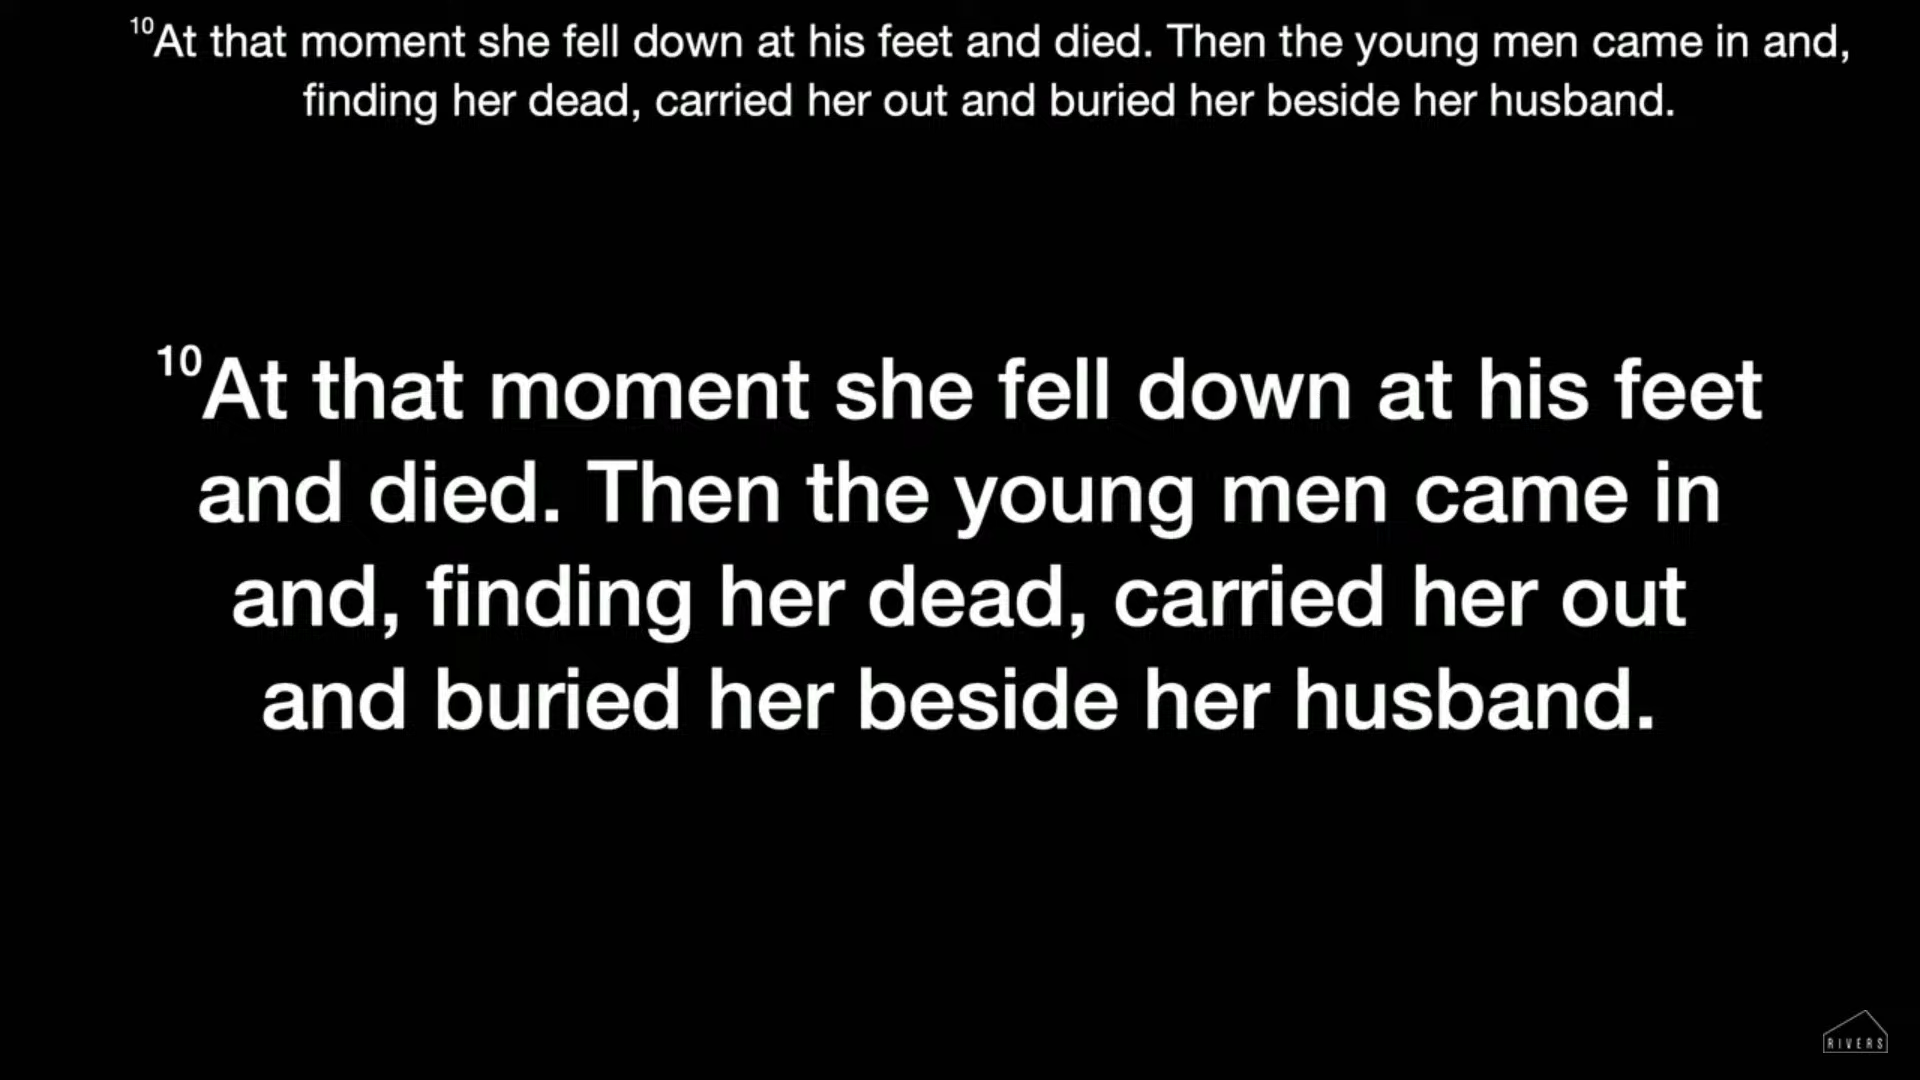 ¹⁰At that moment she fell down at his feet and died. Then the young men came in and,
finding her dead, carried her out and buried her beside her husband.
¹⁰At that moment she fell down at his feet
and died. Then the young men came in
and, finding her dead, carried her out
and buried her beside her husband.
RIVERS